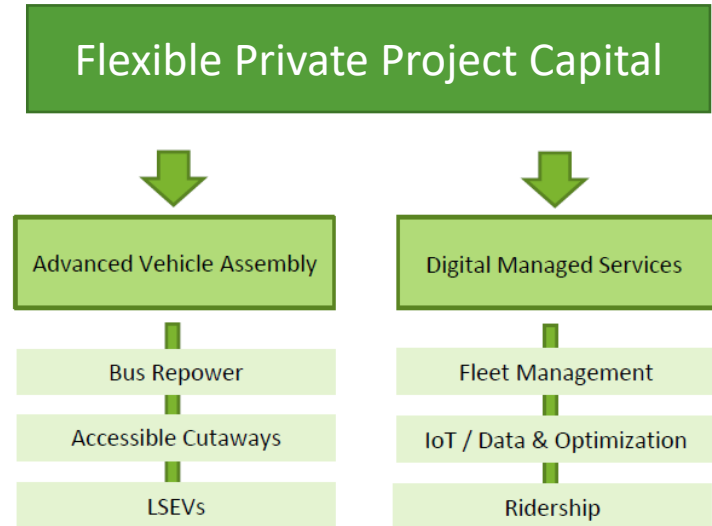 Flexible Private Project Capital
Advanced Vehicle Assembly
Digital Managed Services
Bus Repower
Fleet Management
Accessible Cutaways
IoT / Data & Optimization
LSEVs
Ridership